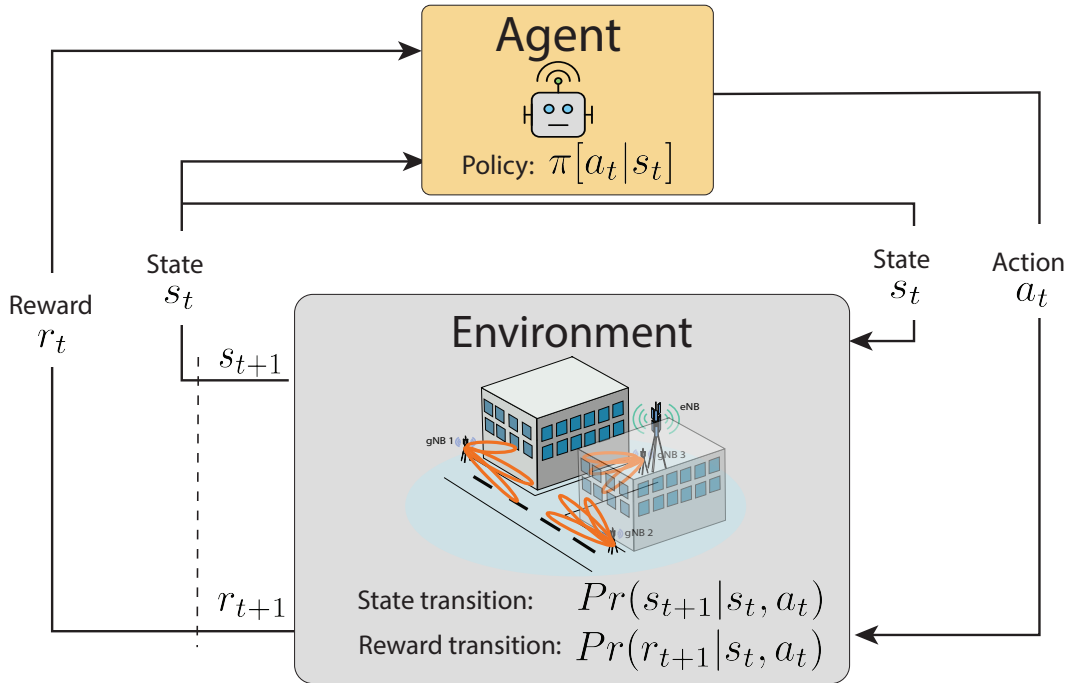 Agent
Policy: π[a_t|s_t]
State
s_t
State
s_t
Action
a_t
Reward
r_t
Environment
s_{t+1}
eNB
gNB 1
gNB 3
gNB 2
State transition: Pr(s_{t+1}|s_t, a_t)
r_{t+1}
Reward transition: Pr(r_{t+1}|s_t, a_t)